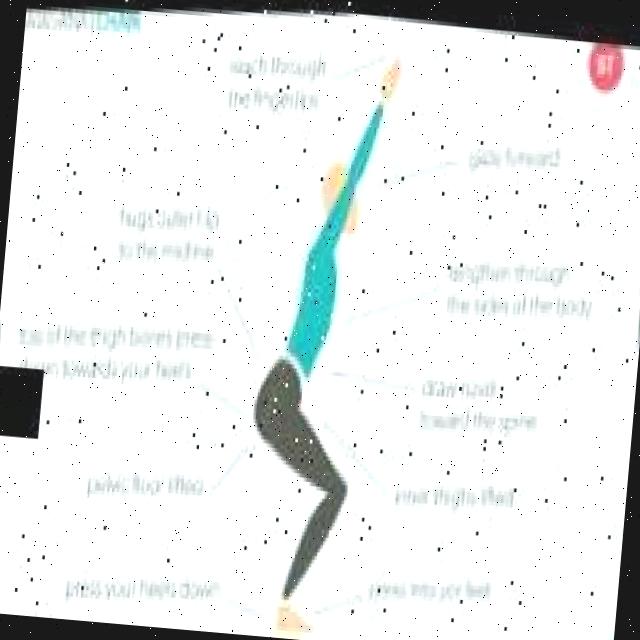 reach through
the fingertips
gaze forward
hugs outer hip
to the midline
lengthen through
the sides of the body
top of the thigh bones press
down towards your heels
draw navel
toward the spine
pelvic floor lifted
inner thighs lifted
press your heels down
press into your feet